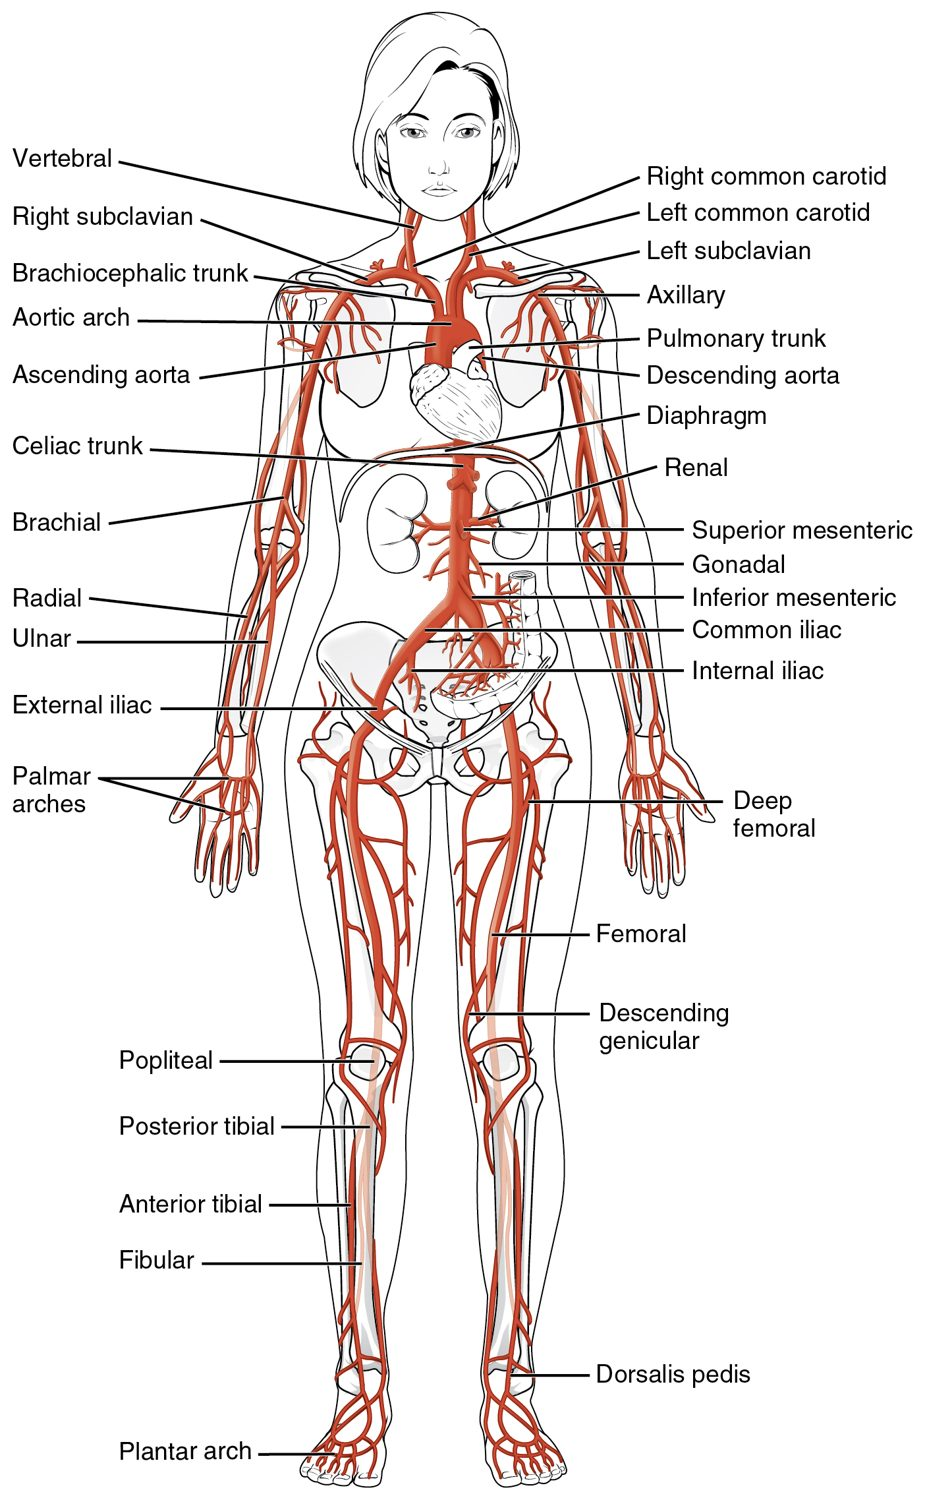 Vertebral
Right subclavian
Brachiocephalic trunk
Aortic arch
Ascending aorta
Celiac trunk
Brachial
Radial
Ulnar
External iliac
Palmar
arches
Popliteal
Posterior tibial
Anterior tibial
Fibular
Plantar arch
Right common carotid
Left common carotid
Left subclavian
Axillary
Pulmonary trunk
Descending aorta
Diaphragm
Renal
Superior mesenteric
Gonadal
Inferior mesenteric
Common iliac
Internal iliac
Deep
femoral
Femoral
Descending
genicular
Dorsalis pedis